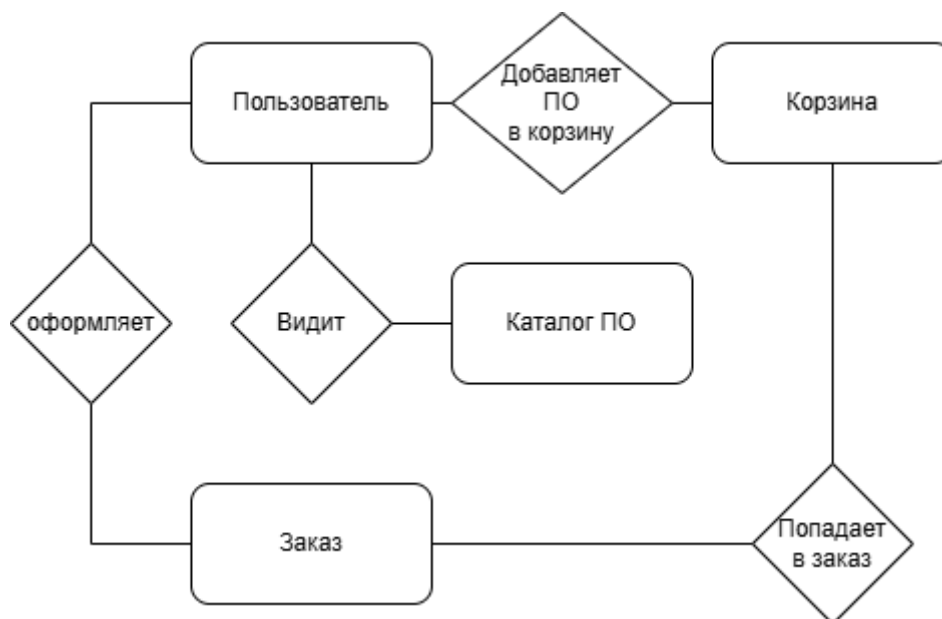 Пользователь
Добавляет
ПО
в корзину
Корзина
оформляет
Видит
Каталог ПО
Заказ
Попадает
в заказ